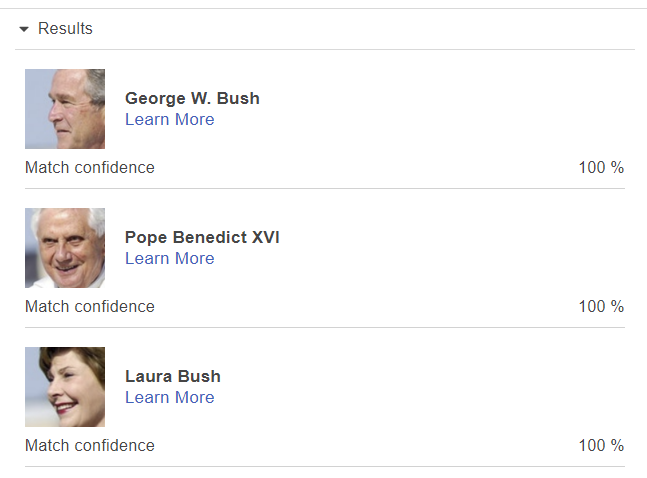 Results
George W. Bush
Learn More
Match confidence 100 %
Pope Benedict XVI
Learn More
Match confidence 100 %
Laura Bush
Learn More
Match confidence 100 %